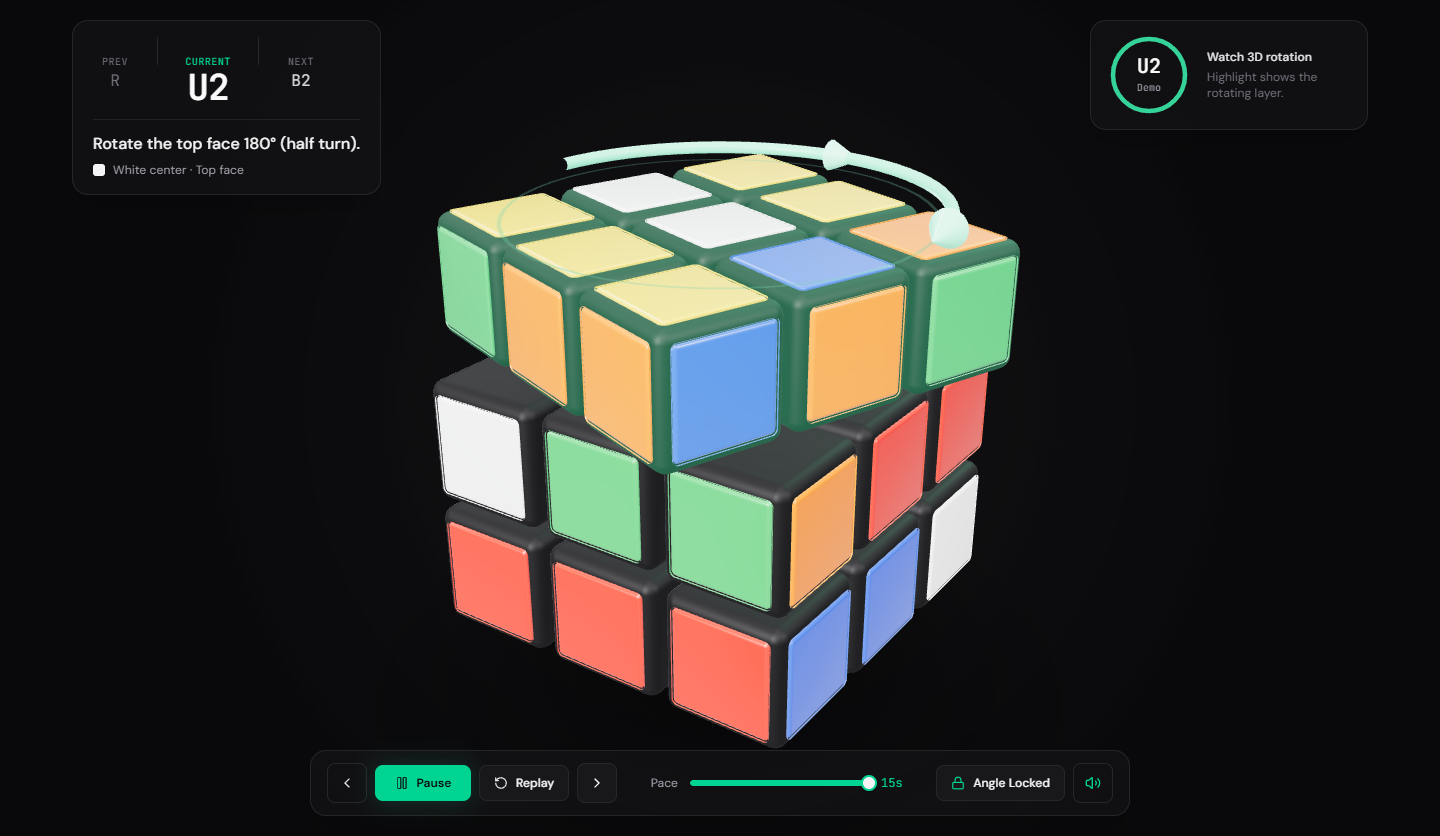 PREV
R
CURRENT
U2
NEXT
B2
Rotate the top face 180° (half turn).
White center · Top face
U2
Demo
Watch 3D rotation
Highlight shows the
rotating layer.
Pause
Replay
Pace
15s
Angle Locked